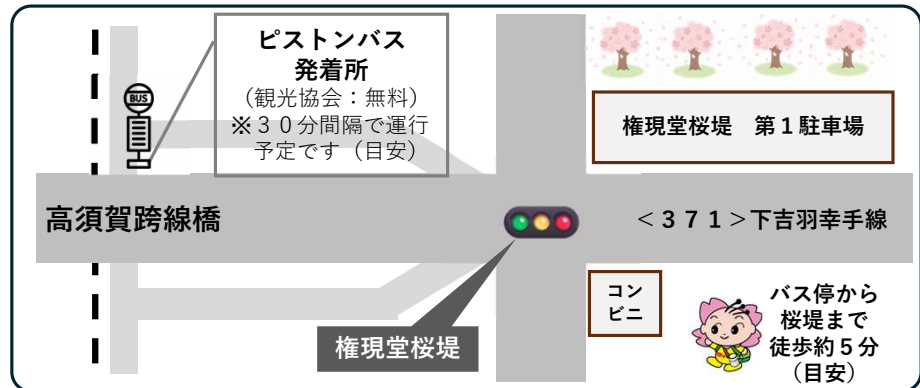 ピストンバス
発着所
（観光協会：無料）
※３０分間隔で運行
予定です（目安）
BUS
権現堂桜堤　第１駐車場
高須賀跨線橋
＜３７１＞下吉羽幸手線
コン
ビニ
バス停から
桜堤まで
徒歩約５分
（目安）
権現堂桜堤